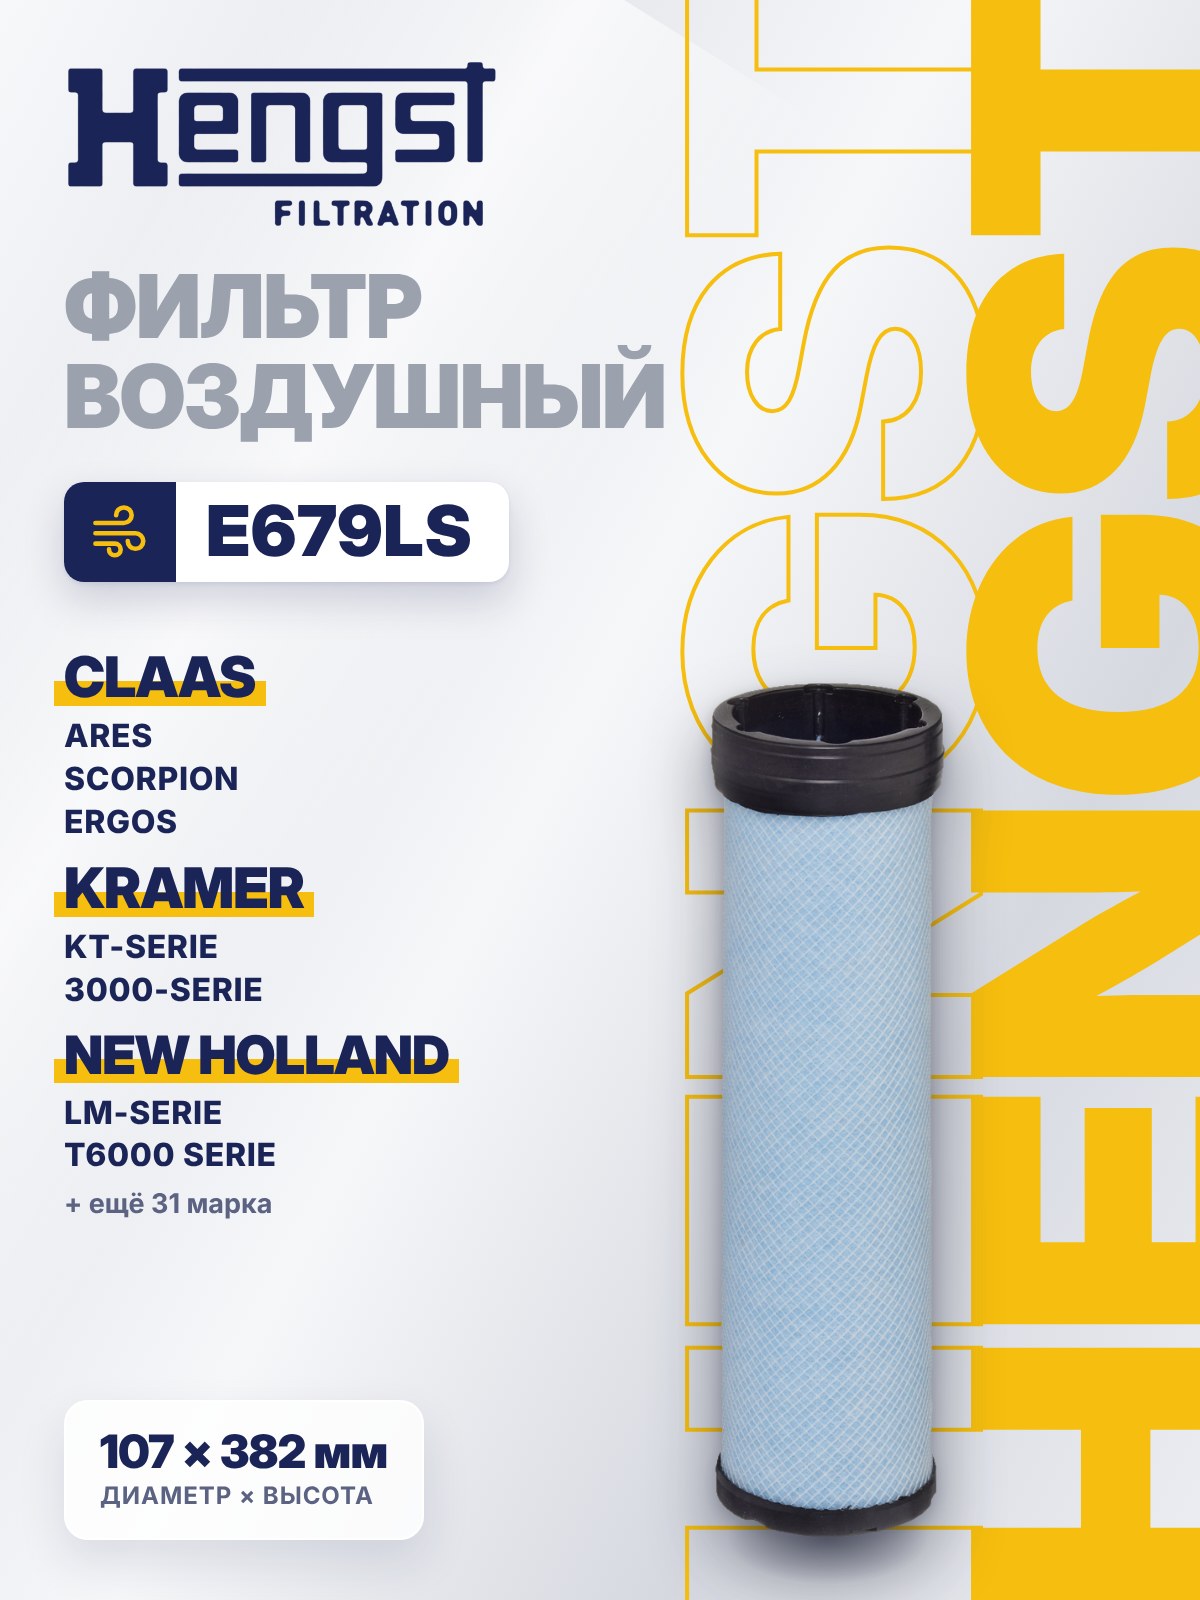 Hengst
FILTRATION
ФИЛЬТР
ВОЗДУШНЫЙ
E679LS
CLAAS
ARES
SCORPION
ERGOS
KRAMER
KT-SERIE
3000-SERIE
NEW HOLLAND
LM-SERIE
T6000 SERIE
+ ещё 31 марка
107 × 382 мм
ДИАМЕТР × ВЫСОТА
HENGST
HENGST